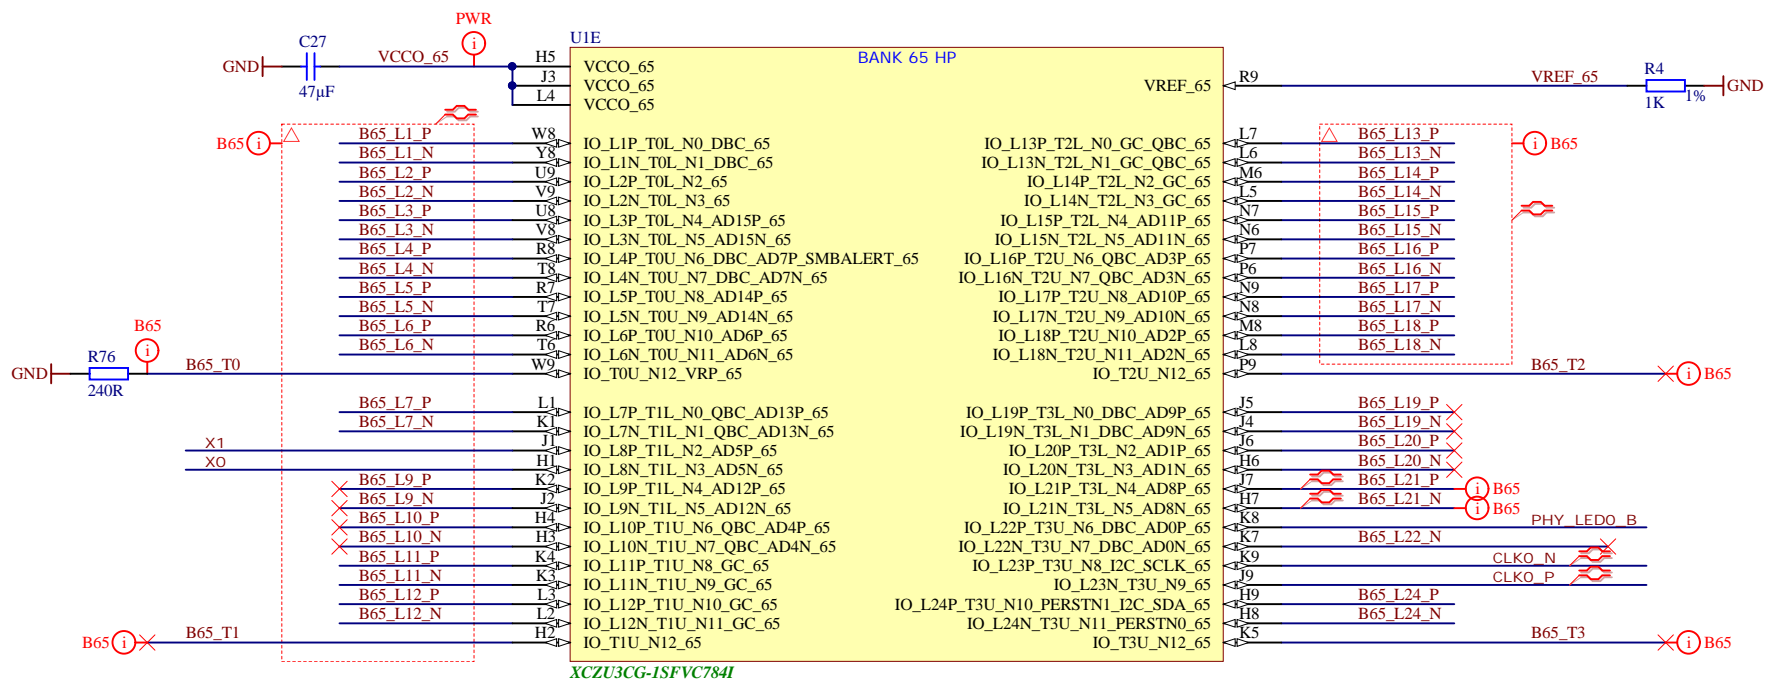 PWR
C27
VCCO_65
GND
47µF
U1E
BANK 65 HP
H5 VCCO_65
J3 VCCO_65
L4 VCCO_65
VREF_65 R9 VREF_65 R4 GND
1K 1%
B65
B65_L1_P W8 IO_L1P_T0L_N0_DBC_65
B65_L1_N Y8 IO_L1N_T0L_N1_DBC_65
B65_L2_P U9 IO_L2P_T0L_N2_65
B65_L2_N V9 IO_L2N_T0L_N3_65
B65_L3_P U8 IO_L3P_T0L_N4_AD15P_65
B65_L3_N V8 IO_L3N_T0L_N5_AD15N_65
B65_L4_P R8 IO_L4P_T0U_N6_DBC_AD7P_SMBALERT_65
B65_L4_N T8 IO_L4N_T0U_N7_DBC_AD7N_65
B65_L5_P R7 IO_L5P_T0U_N8_AD14P_65
B65_L5_N T7 IO_L5N_T0U_N9_AD14N_65
B65_L6_P R6 IO_L6P_T0U_N10_AD6P_65
B65_L6_N T6 IO_L6N_T0U_N11_AD6N_65
B65
GND R76 B65_T0 W9 IO_T0U_N12_VRP_65
240R
B65_L7_P L1 IO_L7P_T1L_N0_QBC_AD13P_65
B65_L7_N K1 IO_L7N_T1L_N1_QBC_AD13N_65
X1 J1 IO_L8P_T1L_N2_AD5P_65
X0 H1 IO_L8N_T1L_N3_AD5N_65
B65_L9_P K2 IO_L9P_T1L_N4_AD12P_65
B65_L9_N J2 IO_L9N_T1L_N5_AD12N_65
B65_L10_P H4 IO_L10P_T1U_N6_QBC_AD4P_65
B65_L10_N H3 IO_L10N_T1U_N7_QBC_AD4N_65
B65_L11_P K4 IO_L11P_T1U_N8_GC_65
B65_L11_N K3 IO_L11N_T1U_N9_GC_65
B65_L12_P L3 IO_L12P_T1U_N10_GC_65
B65_L12_N L2 IO_L12N_T1U_N11_GC_65
B65 B65_T1 H2 IO_T1U_N12_65
IO_L13P_T2L_N0_GC_QBC_65 L7 B65_L13_P B65
IO_L13N_T2L_N1_GC_QBC_65 L6 B65_L13_N
IO_L14P_T2L_N2_GC_65 M6 B65_L14_P
IO_L14N_T2L_N3_GC_65 L5 B65_L14_N
IO_L15P_T2L_N4_AD11P_65 N7 B65_L15_P
IO_L15N_T2L_N5_AD11N_65 N6 B65_L15_N
IO_L16P_T2U_N6_QBC_AD3P_65 P7 B65_L16_P
IO_L16N_T2U_N7_QBC_AD3N_65 P6 B65_L16_N
IO_L17P_T2U_N8_AD10P_65 N9 B65_L17_P
IO_L17N_T2U_N9_AD10N_65 N8 B65_L17_N
IO_L18P_T2U_N10_AD2P_65 M8 B65_L18_P
IO_L18N_T2U_N11_AD2N_65 L8 B65_L18_N
IO_T2U_N12_65 P9 B65_T2 B65
IO_L19P_T3L_N0_DBC_AD9P_65 J5 B65_L19_P
IO_L19N_T3L_N1_DBC_AD9N_65 J4 B65_L19_N
IO_L20P_T3L_N2_AD1P_65 J6 B65_L20_P
IO_L20N_T3L_N3_AD1N_65 H6 B65_L20_N
IO_L21P_T3L_N4_AD8P_65 J7 B65_L21_P B65
IO_L21N_T3L_N5_AD8N_65 H7 B65_L21_N B65
IO_L22P_T3U_N6_DBC_AD0P_65 K8 PHY_LED0_B
IO_L22N_T3U_N7_DBC_AD0N_65 K7 B65_L22_N
IO_L23P_T3U_N8_I2C_SCLK_65 K9 CLK0_N
IO_L23N_T3U_N9_65 J9 CLK0_P
IO_L24P_T3U_N10_PERSTN1_I2C_SDA_65 H9 B65_L24_P
IO_L24N_T3U_N11_PERSTN0_65 H8 B65_L24_N
IO_T3U_N12_65 K5 B65_T3 B65
XCZU3CG-1SFVC784I